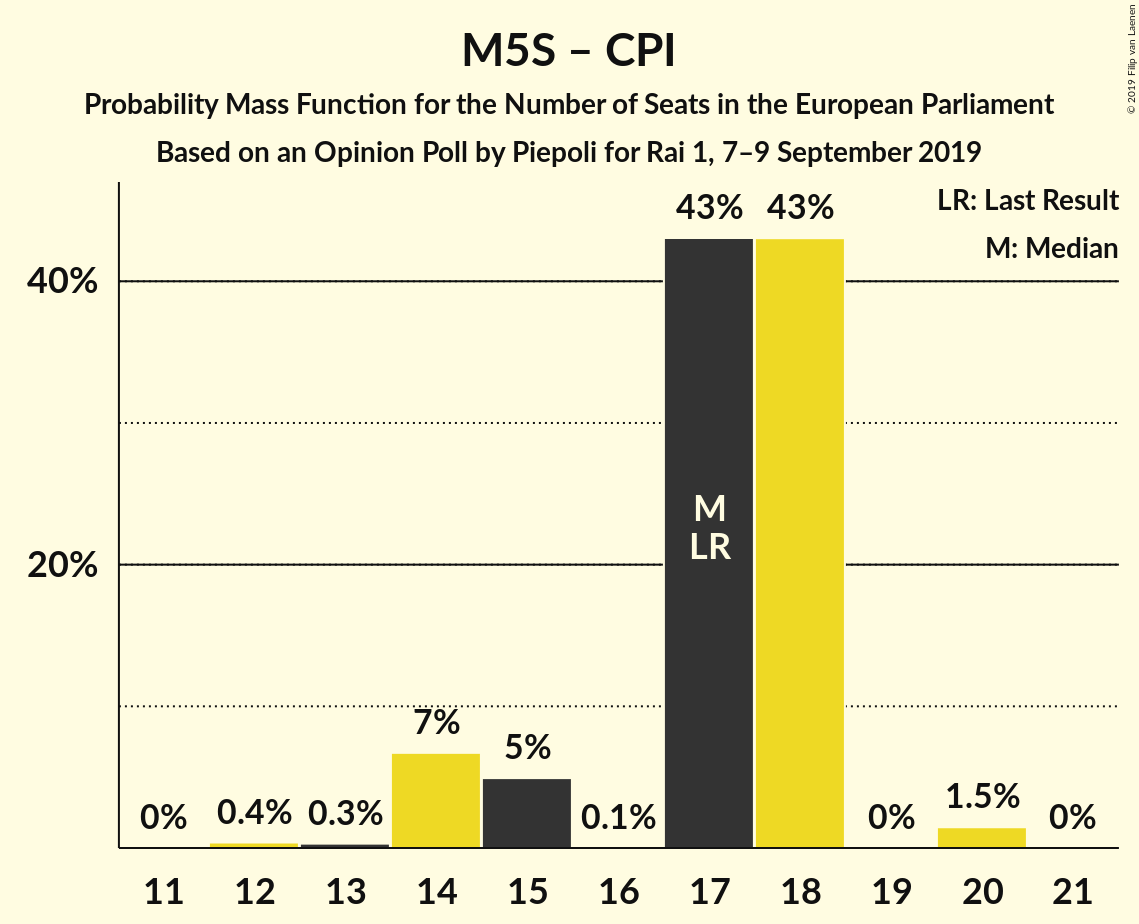 M5S – CPI
Probability Mass Function for the Number of Seats in the European Parliament
Based on an Opinion Poll by Piepoli for Rai 1, 7–9 September 2019
© 2019 Filip van Laenen
LR: Last Result
M: Median
40%
20%
0%
0.4%
0.3%
7%
5%
0.1%
43%
43%
0%
1.5%
0%
M
LR
11 12 13 14 15 16 17 18 19 20 21